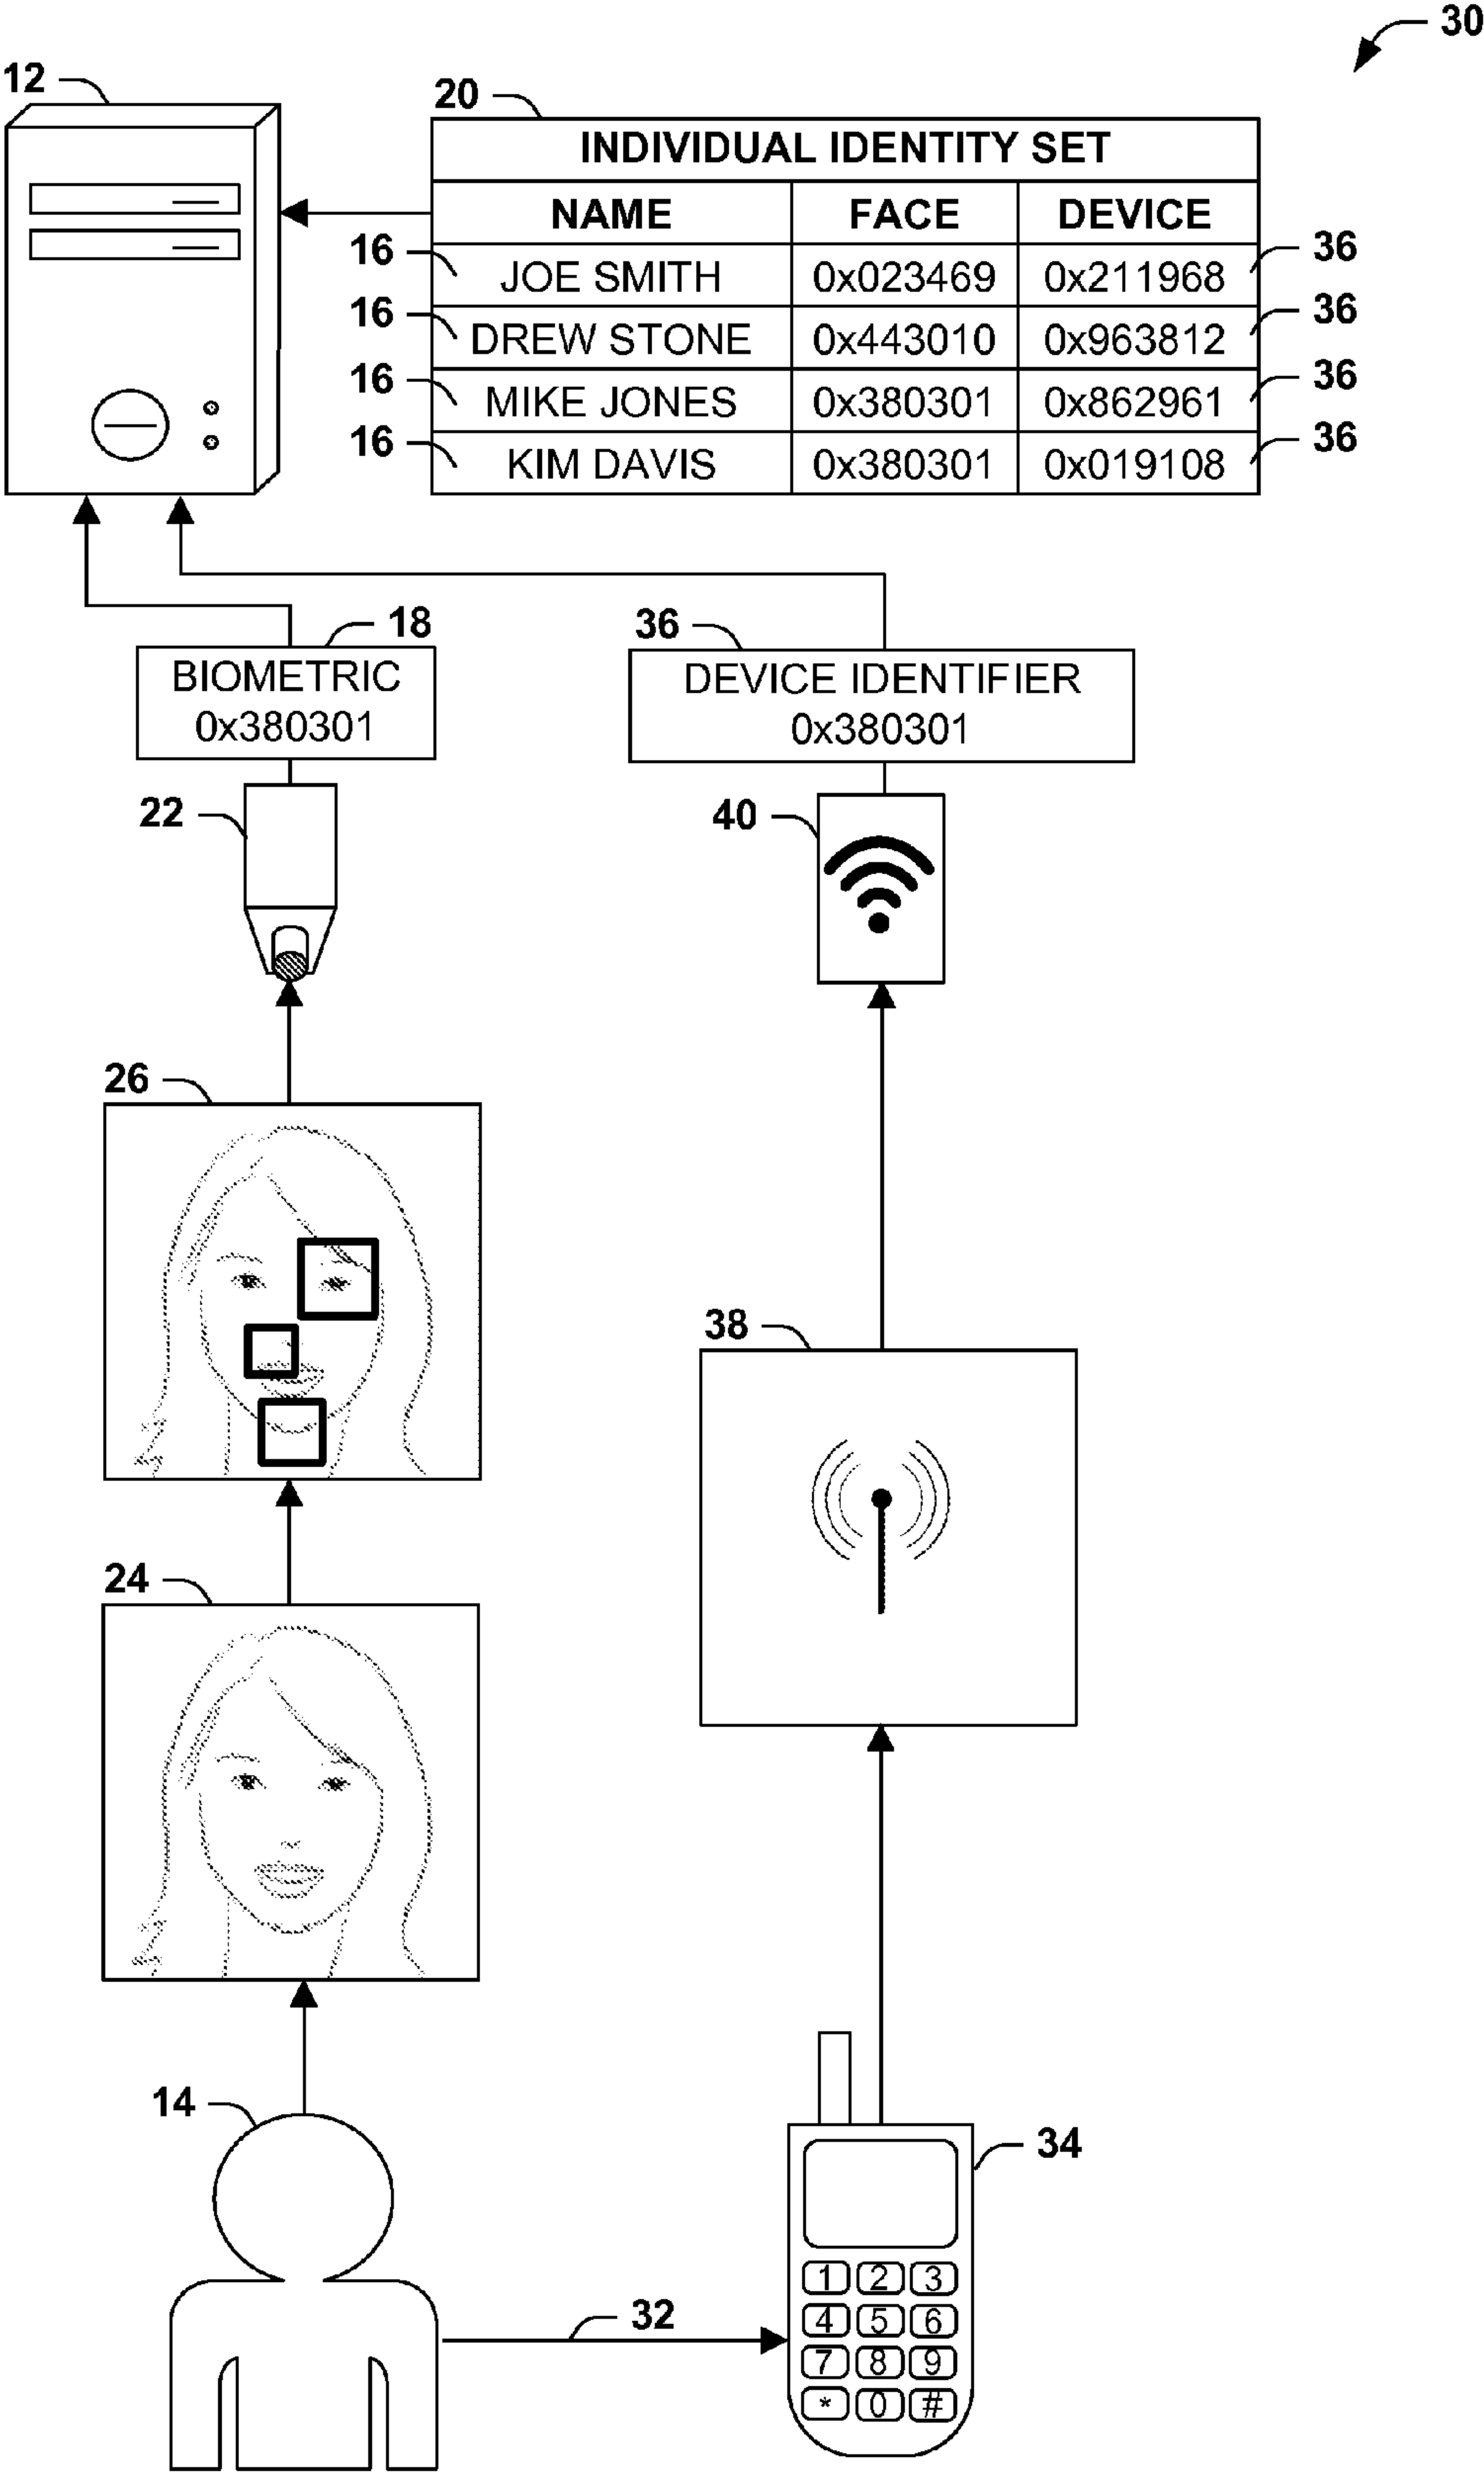 30
12
20
INDIVIDUAL IDENTITY SET
NAME FACE DEVICE
16 JOE SMITH 0x023469 0x211968 36
16 DREW STONE 0x443010 0x963812 36
16 MIKE JONES 0x380301 0x862961 36
16 KIM DAVIS 0x380301 0x019108 36
18
BIOMETRIC
0x380301
36
DEVICE IDENTIFIER
0x380301
22
40
26
38
24
14
34
32
1 2 3
4 5 6
7 8 9
* 0 #